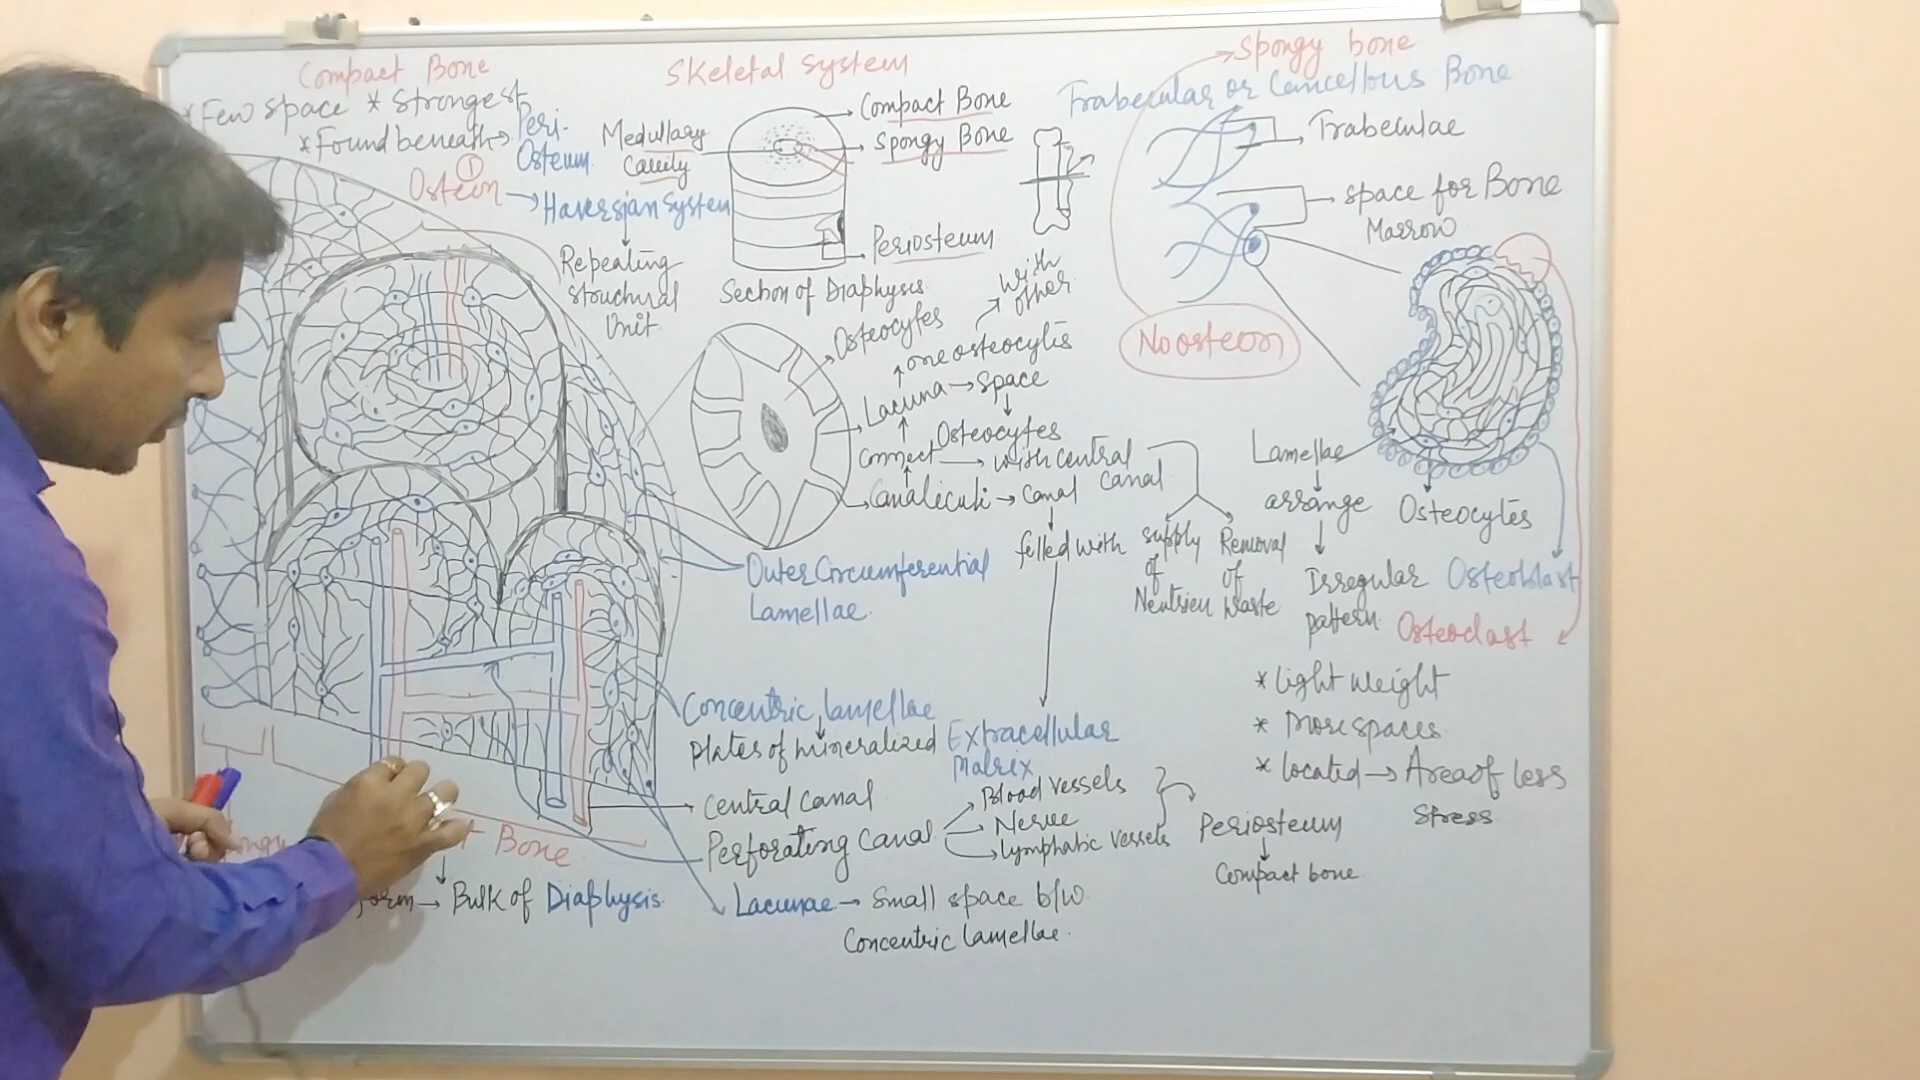 Compact Bone
* Few space * Strongest
* Found beneath → Peri-
Osteum
①
Osteon → Haversian System
Repeating
Structural
Unit
Skeletal System
Medullary
Cavity
Compact Bone
Spongy Bone
Periosteum
Section of Diaphysis
Spongy bone
Trabecular or Cancellous Bone
Trabeculae
Space for Bone
Marrow
No osteon
Osteocytes
with
other
one osteocytes
Lacuna → Space
Osteocytes
Connect → with central
canal
Canaliculi → Canal
filled with
Supply
of
Removal
of
Waste
Extracellular
Matrix
Lamellae
arrange
Irregular
pattern
Osteocytes
Osteoblast
Osteoclast
* Light weight
* More spaces
* Located → Area of less
Stress
Outer Circumferential
Lamellae
Concentric lamellae
Plates of mineralized
Central Canal
Perforating Canal
Blood vessels
Nerve
Lymphatic vessels
Periosteum
Compact bone
Lacunae → Small space b/w
Concentric lamellae
Bone
form → Bulk of Diaphysis